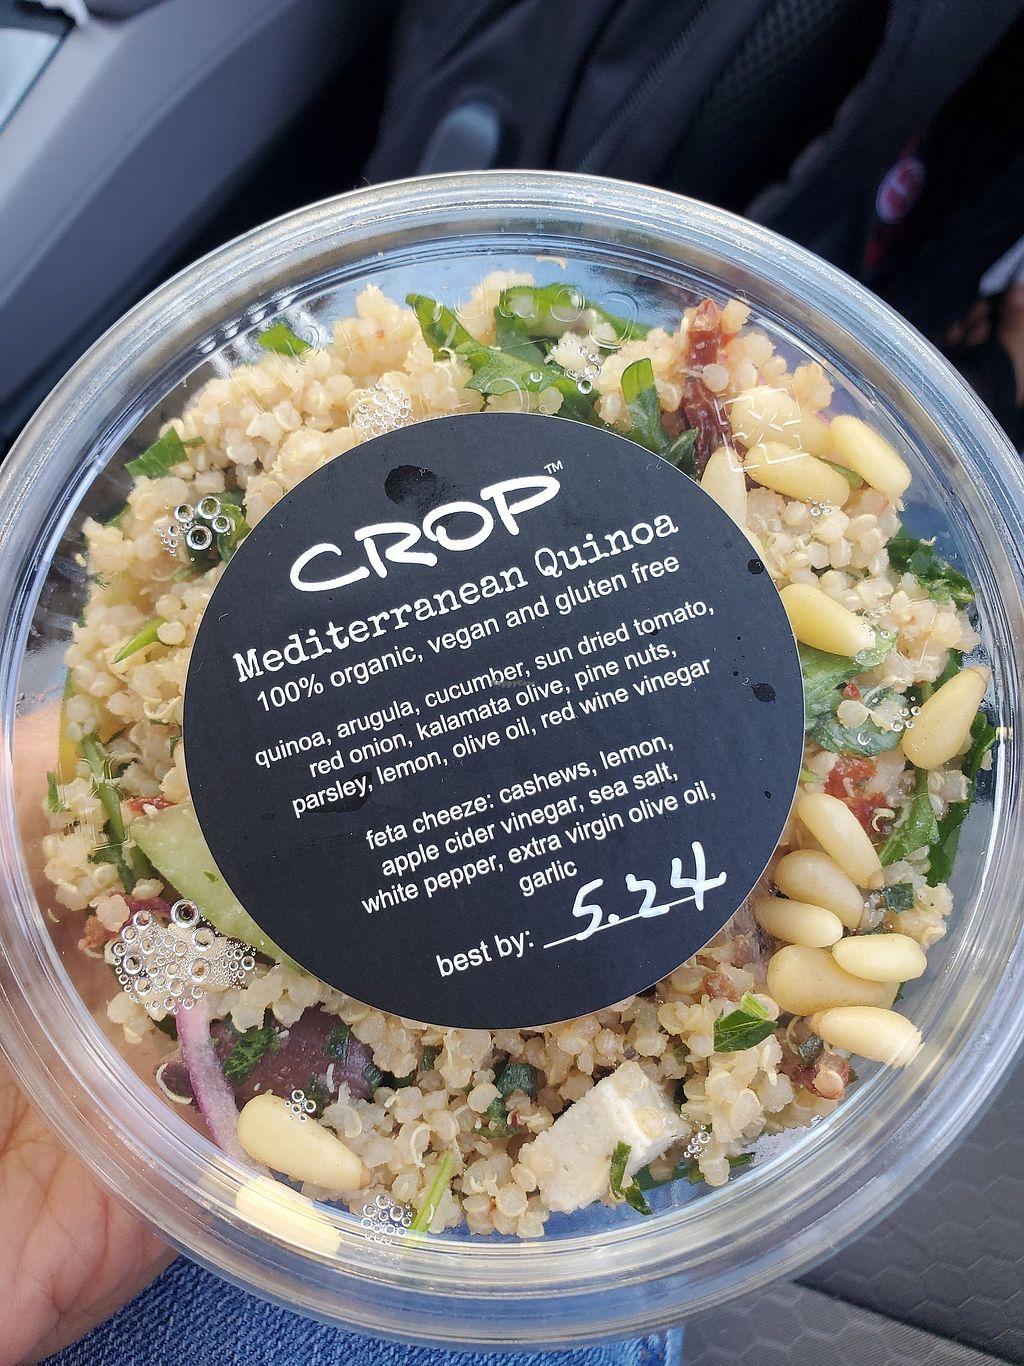 CROP™
Mediterranean Quinoa
100% organic, vegan and gluten free
quinoa, arugula, cucumber, sun dried tomato,
red onion, kalamata olive, pine nuts,
parsley, lemon, olive oil, red wine vinegar
feta cheeze: cashews, lemon,
apple cider vinegar, sea salt,
white pepper, extra virgin olive oil,
garlic
best by: 5.24